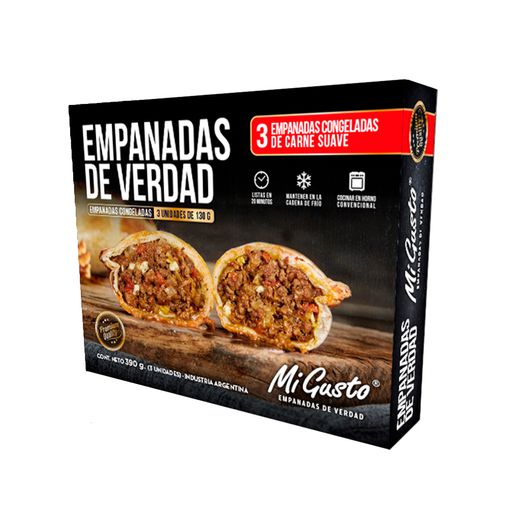 EMPANADAS
DE VERDAD
EMPANADAS CONGELADAS 3 UNIDADES DE 130 G
3 EMPANADAS CONGELADAS
DE CARNE SUAVE
LISTAS EN
20 MINUTOS
MANTENER EN LA
CADENA DE FRÍO
COCINAR EN HORNO
CONVENCIONAL
Premium
Quality
CONT. NETO 390 g. (3 UNIDADES) - INDUSTRIA ARGENTINA
Mi Gusto®
EMPANADAS DE VERDAD
Mi Gusto®
EMPANADAS DE VERDAD
EMPANADAS
DE VERDAD